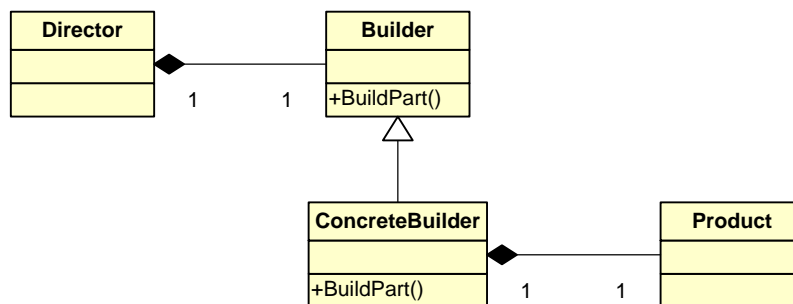 Director
Builder
1
1
+BuildPart()
ConcreteBuilder
Product
+BuildPart()
1
1